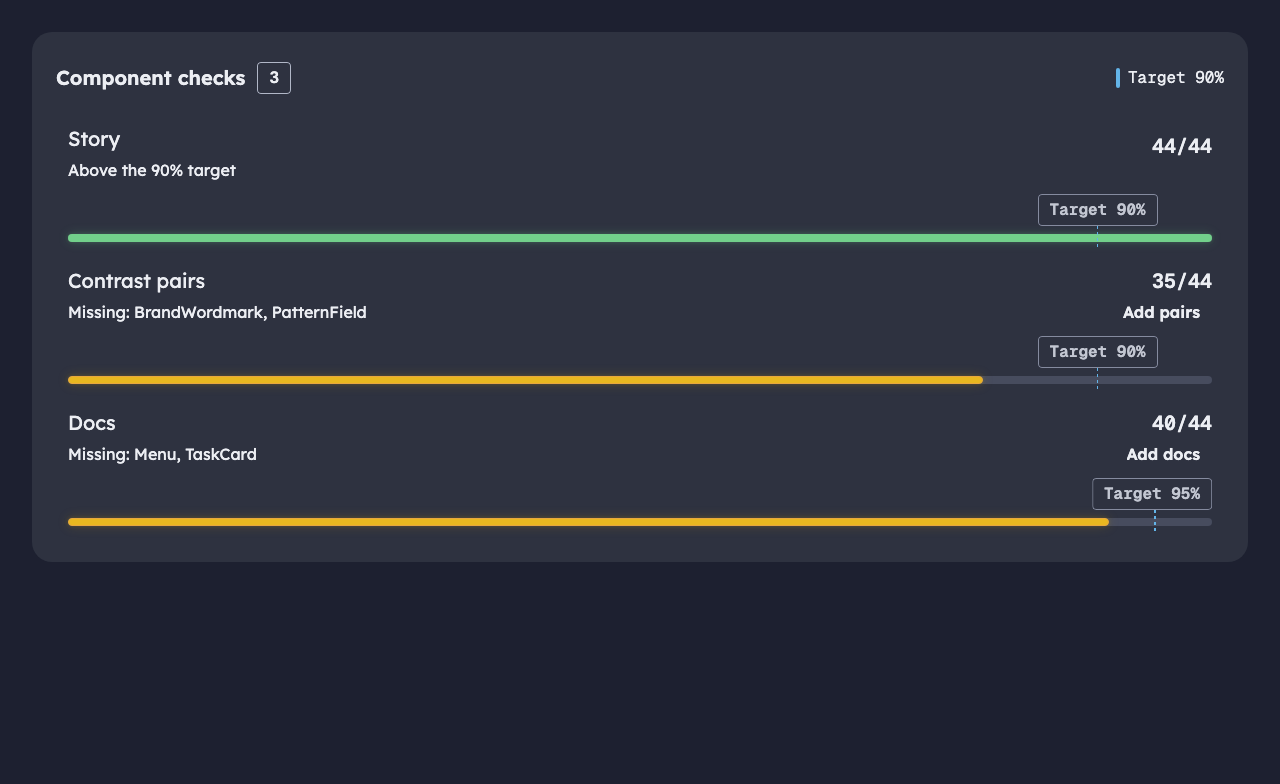 Component checks 3
Target 90%
Story
44/44
Above the 90% target
Target 90%
Contrast pairs
35/44
Missing: BrandWordmark, PatternField
Add pairs
Target 90%
Docs
40/44
Missing: Menu, TaskCard
Add docs
Target 95%